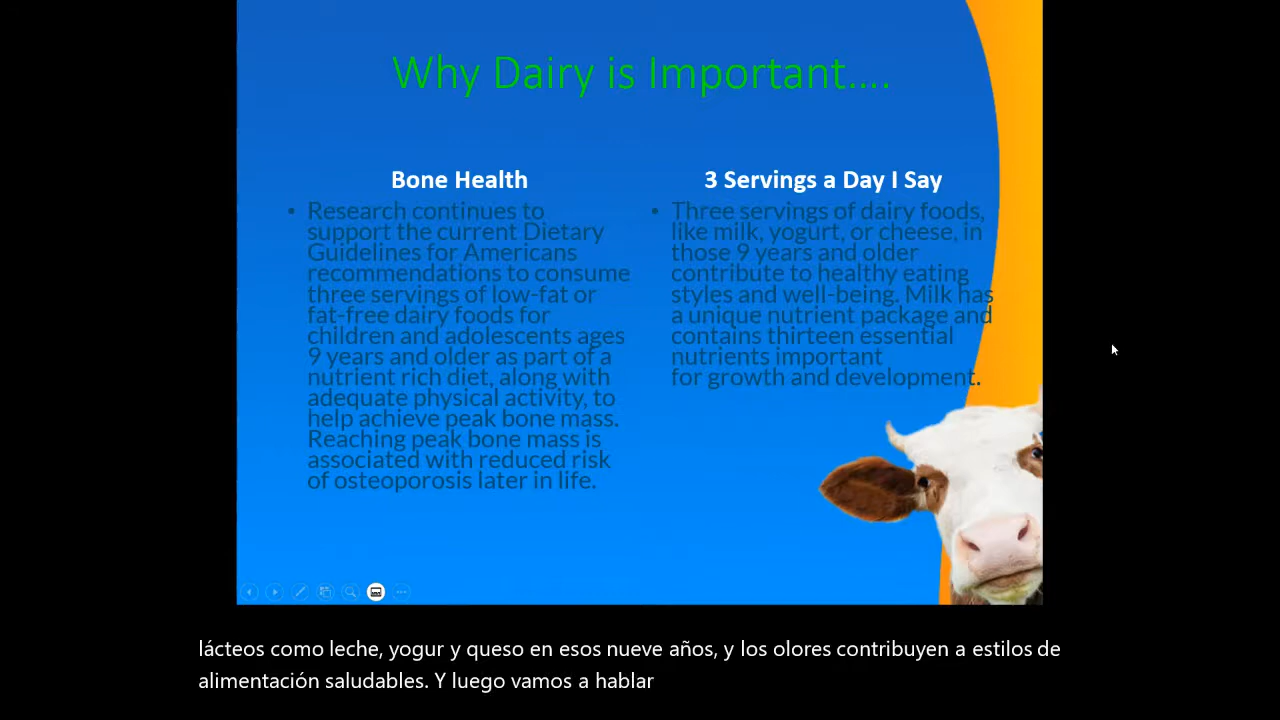 Why Dairy is Important....
Bone Health
• Research continues to
support the current Dietary
Guidelines for Americans
recommendations to consume
three servings of low-fat or
fat-free dairy foods for
children and adolescents ages
9 years and older as part of a
nutrient rich diet, along with
adequate physical activity, to
help achieve peak bone mass.
Reaching peak bone mass is
associated with reduced risk
of osteoporosis later in life.
3 Servings a Day I Say
• Three servings of dairy foods,
like milk, yogurt, or cheese, in
those 9 years and older
contribute to healthy eating
styles and well-being. Milk has
a unique nutrient package and
contains thirteen essential
nutrients important
for growth and development.
lácteos como leche, yogur y queso en esos nueve años, y los olores contribuyen a estilos de
alimentación saludables. Y luego vamos a hablar